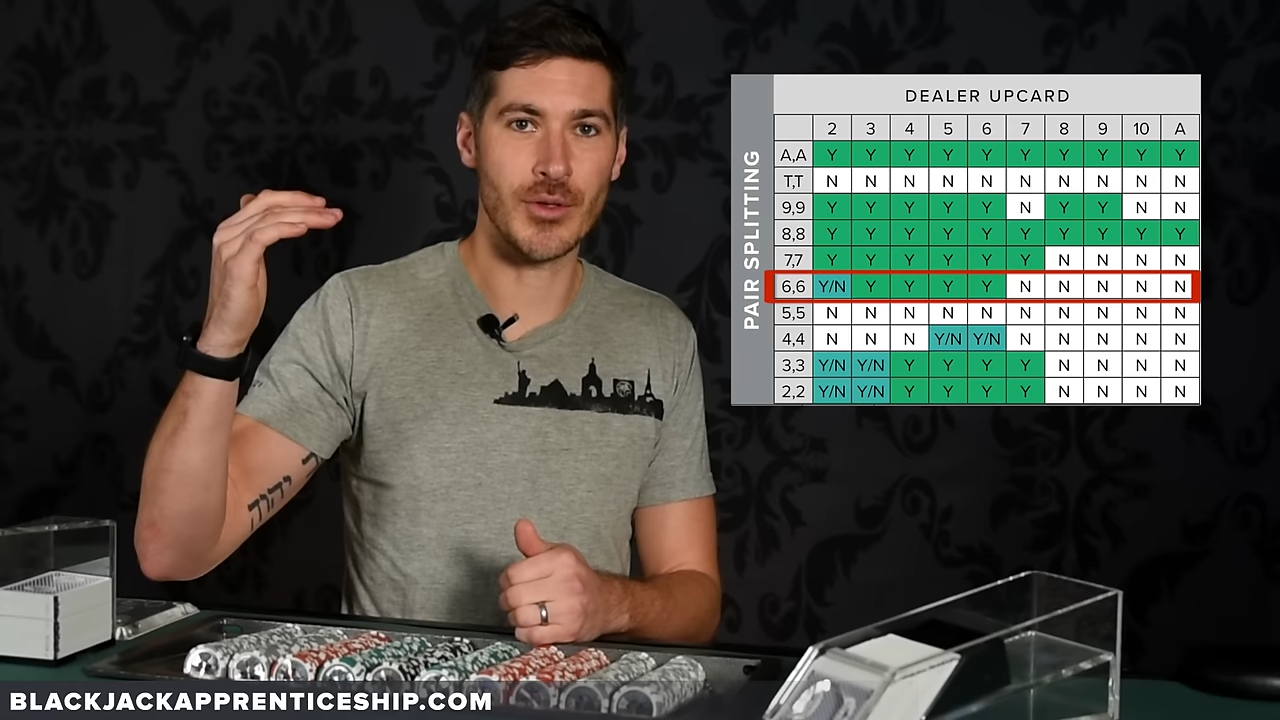 DEALER UPCARD
PAIR SPLITTING
2 3 4 5 6 7 8 9 10 A
A,A Y Y Y Y Y Y Y Y Y Y
T,T N N N N N N N N N N
9,9 Y Y Y Y Y N Y Y N N
8,8 Y Y Y Y Y Y Y Y Y Y
7,7 Y Y Y Y Y Y N N N N
6,6 Y/N Y Y Y Y N N N N N
5,5 N N N N N N N N N N
4,4 N N N Y/N Y/N N N N N N
3,3 Y/N Y/N Y Y Y Y N N N N
2,2 Y/N Y/N Y Y Y Y N N N N
יהוה
BLACKJACKAPPRENTICESHIP.COM